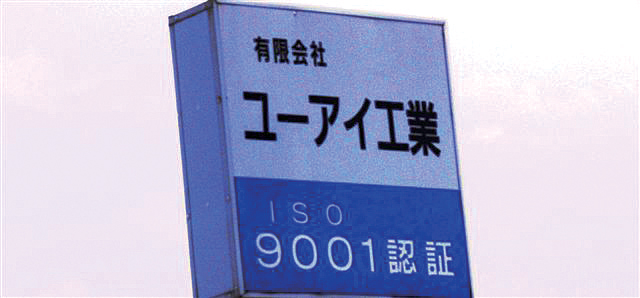 有限会社
ユーアイ工業
ISO
9001認証